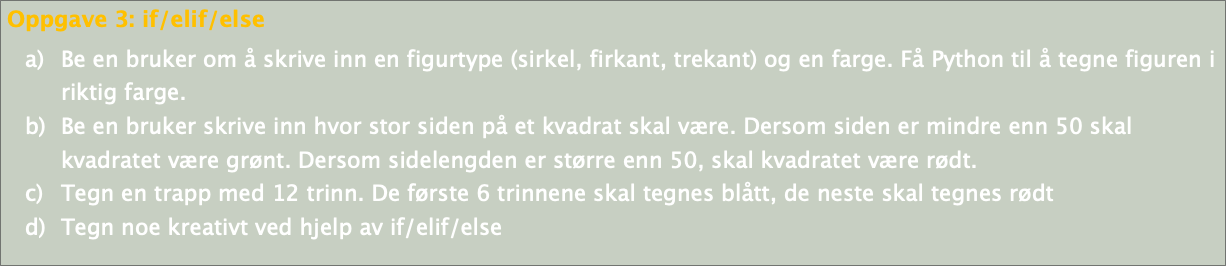 Oppgave 3: if/elif/else
a) Be en bruker om å skrive inn en figurtype (sirkel, firkant, trekant) og en farge. Få Python til å tegne figuren i
riktig farge.
b) Be en bruker skrive inn hvor stor siden på et kvadrat skal være. Dersom siden er mindre enn 50 skal
kvadratet være grønt. Dersom sidelengden er større enn 50, skal kvadratet være rødt.
c) Tegn en trapp med 12 trinn. De første 6 trinnene skal tegnes blått, de neste skal tegnes rødt
d) Tegn noe kreativt ved hjelp av if/elif/else